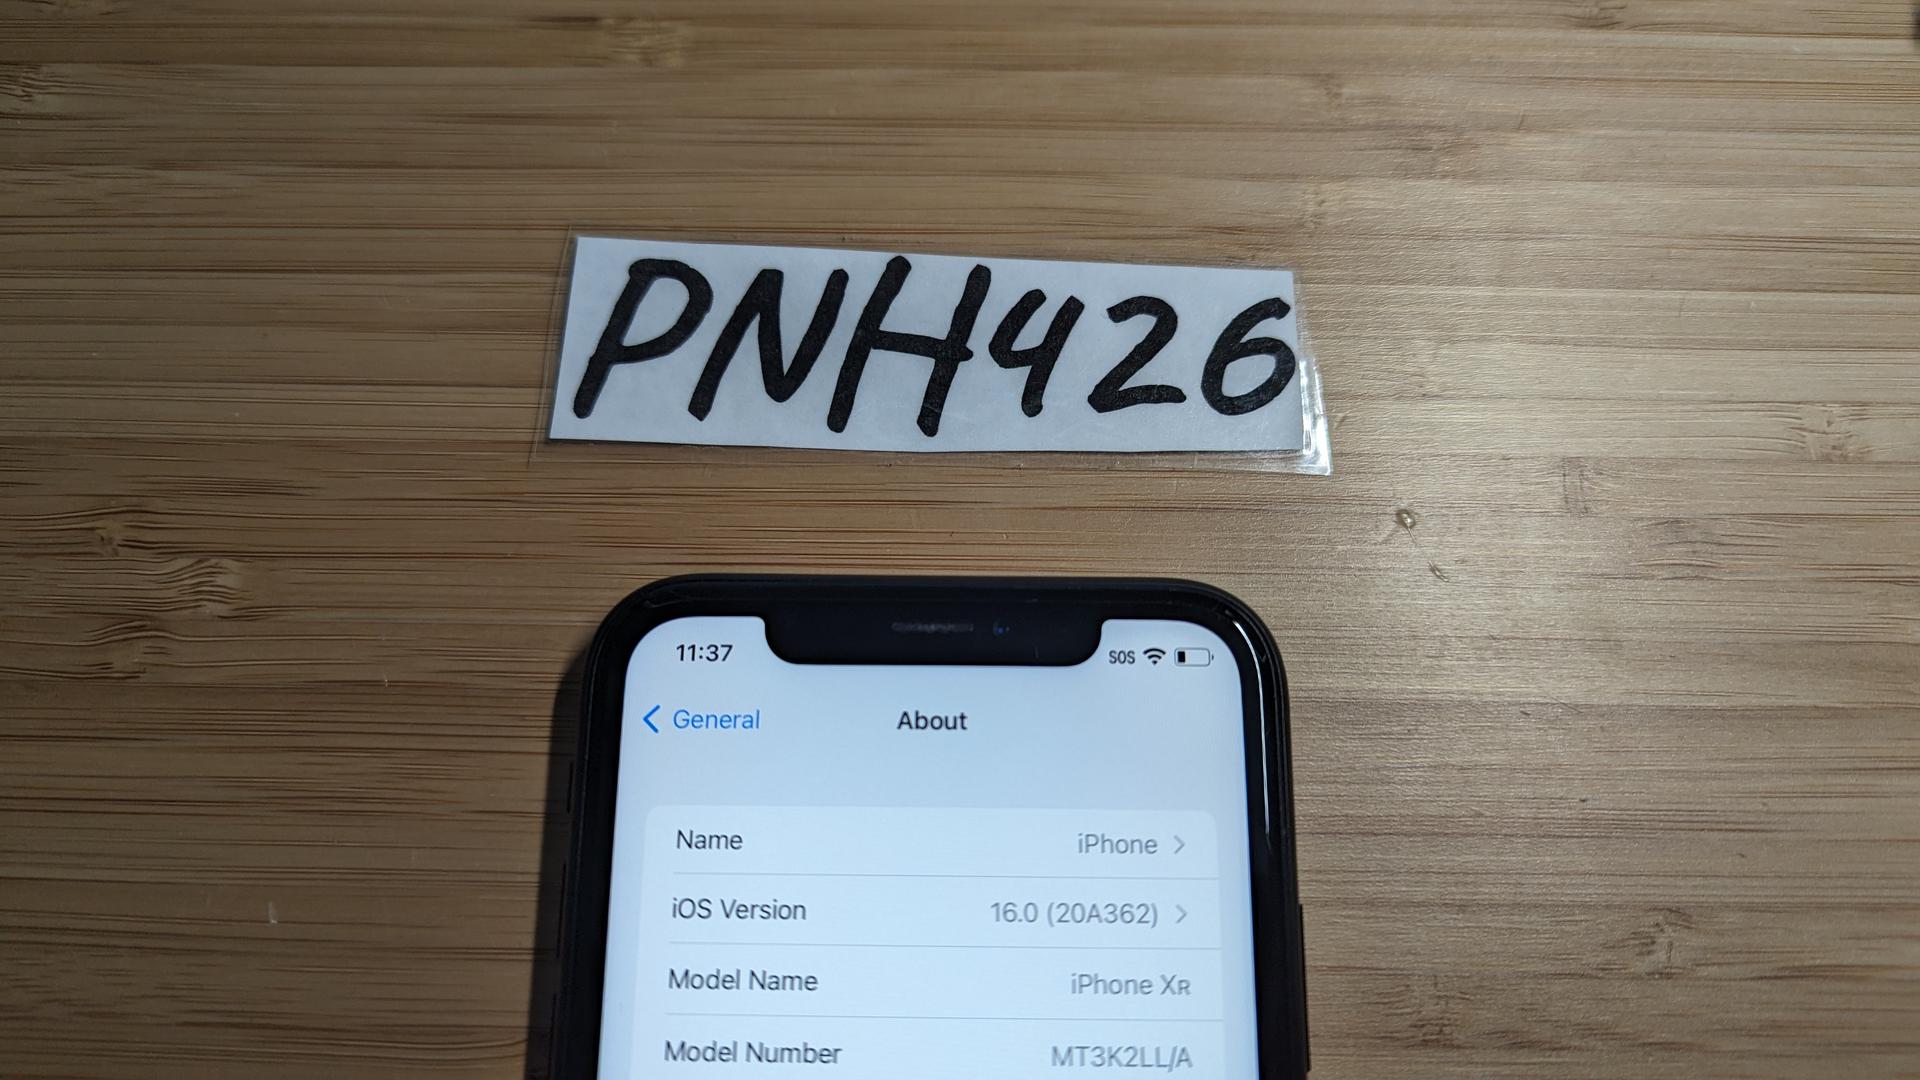 PNH426
11:37 SOS
General About
Name iPhone
iOS Version 16.0 (20A362)
Model Name iPhone XR
Model Number MT3K2LL/A